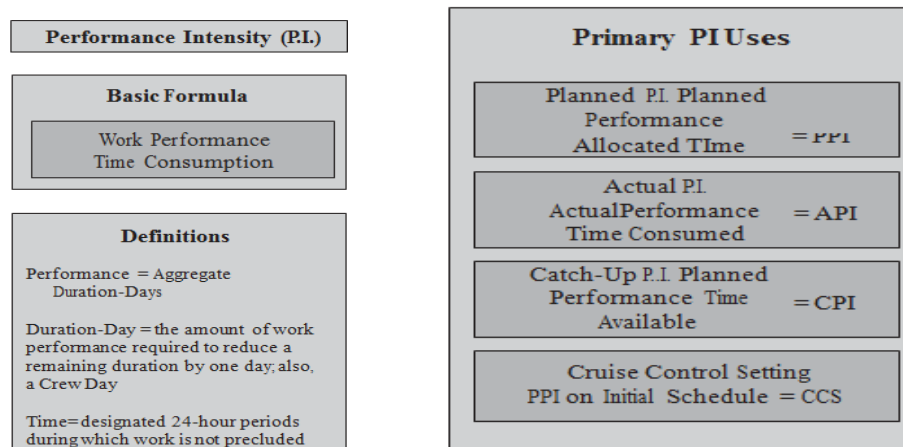 Performance Intensity (P.I.)
Basic Formula
Work Performance
Time Consumption
Definitions
Performance = Aggregate
Duration-Days
Duration-Day = the amount of work
performance required to reduce a
remaining duration by one day; also,
a Crew Day
Time= designated 24-hour periods
during which work is not precluded
Primary PI Uses
Planned P.I. Planned
Performance
Allocated TIme = PPI
Actual P.I.
ActualPerformance = API
Time Consumed
Catch-Up P.I. Planned
Performance Time = CPI
Available
Cruise Control Setting
PPI on Initial Schedule = CCS